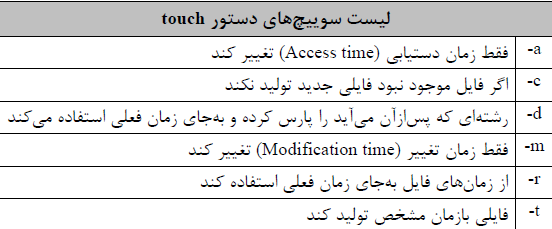 لیست سوییچ‌های دستور touch
-a فقط زمان دستیابی (Access time) تغییر کند
-c اگر فایل موجود نبود فایلی جدید تولید نکند
-d رشته‌ای که پس‌ازآن می‌آید را پارس کرده و به‌جای زمان فعلی استفاده می‌کند
-m فقط زمان تغییر (Modification time) تغییر کند
-r از زمان‌های فایل به‌جای زمان فعلی استفاده کند
-t فایلی بازمان مشخص تولید کند